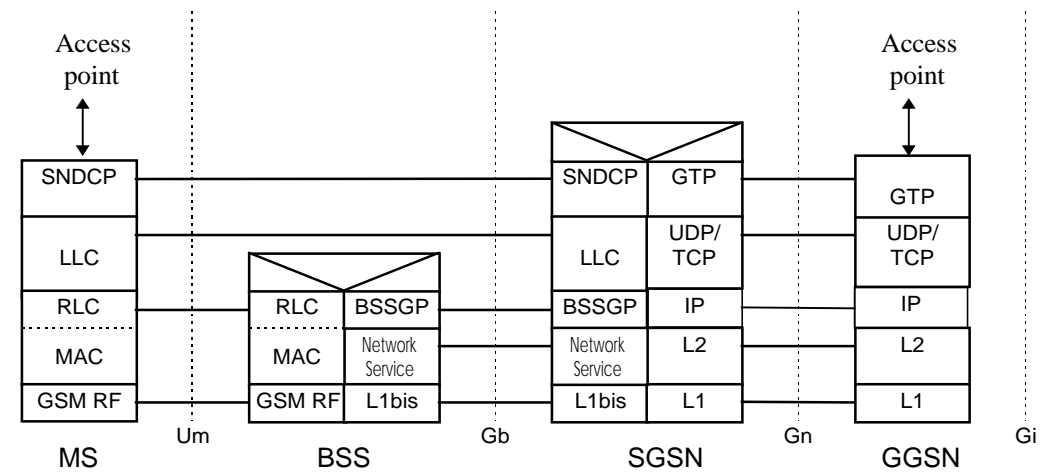 Access
point
Access
point
SNDCP
SNDCP GTP
GTP
LLC
LLC
UDP/
TCP
UDP/
TCP
RLC
RLC BSSGP
BSSGP IP
IP
MAC
MAC
Network
Service
Network
Service
L2
L2
GSM RF
GSM RF L1bis
L1bis L1
L1
Um
Gb
Gn
Gi
MS
BSS
SGSN
GGSN